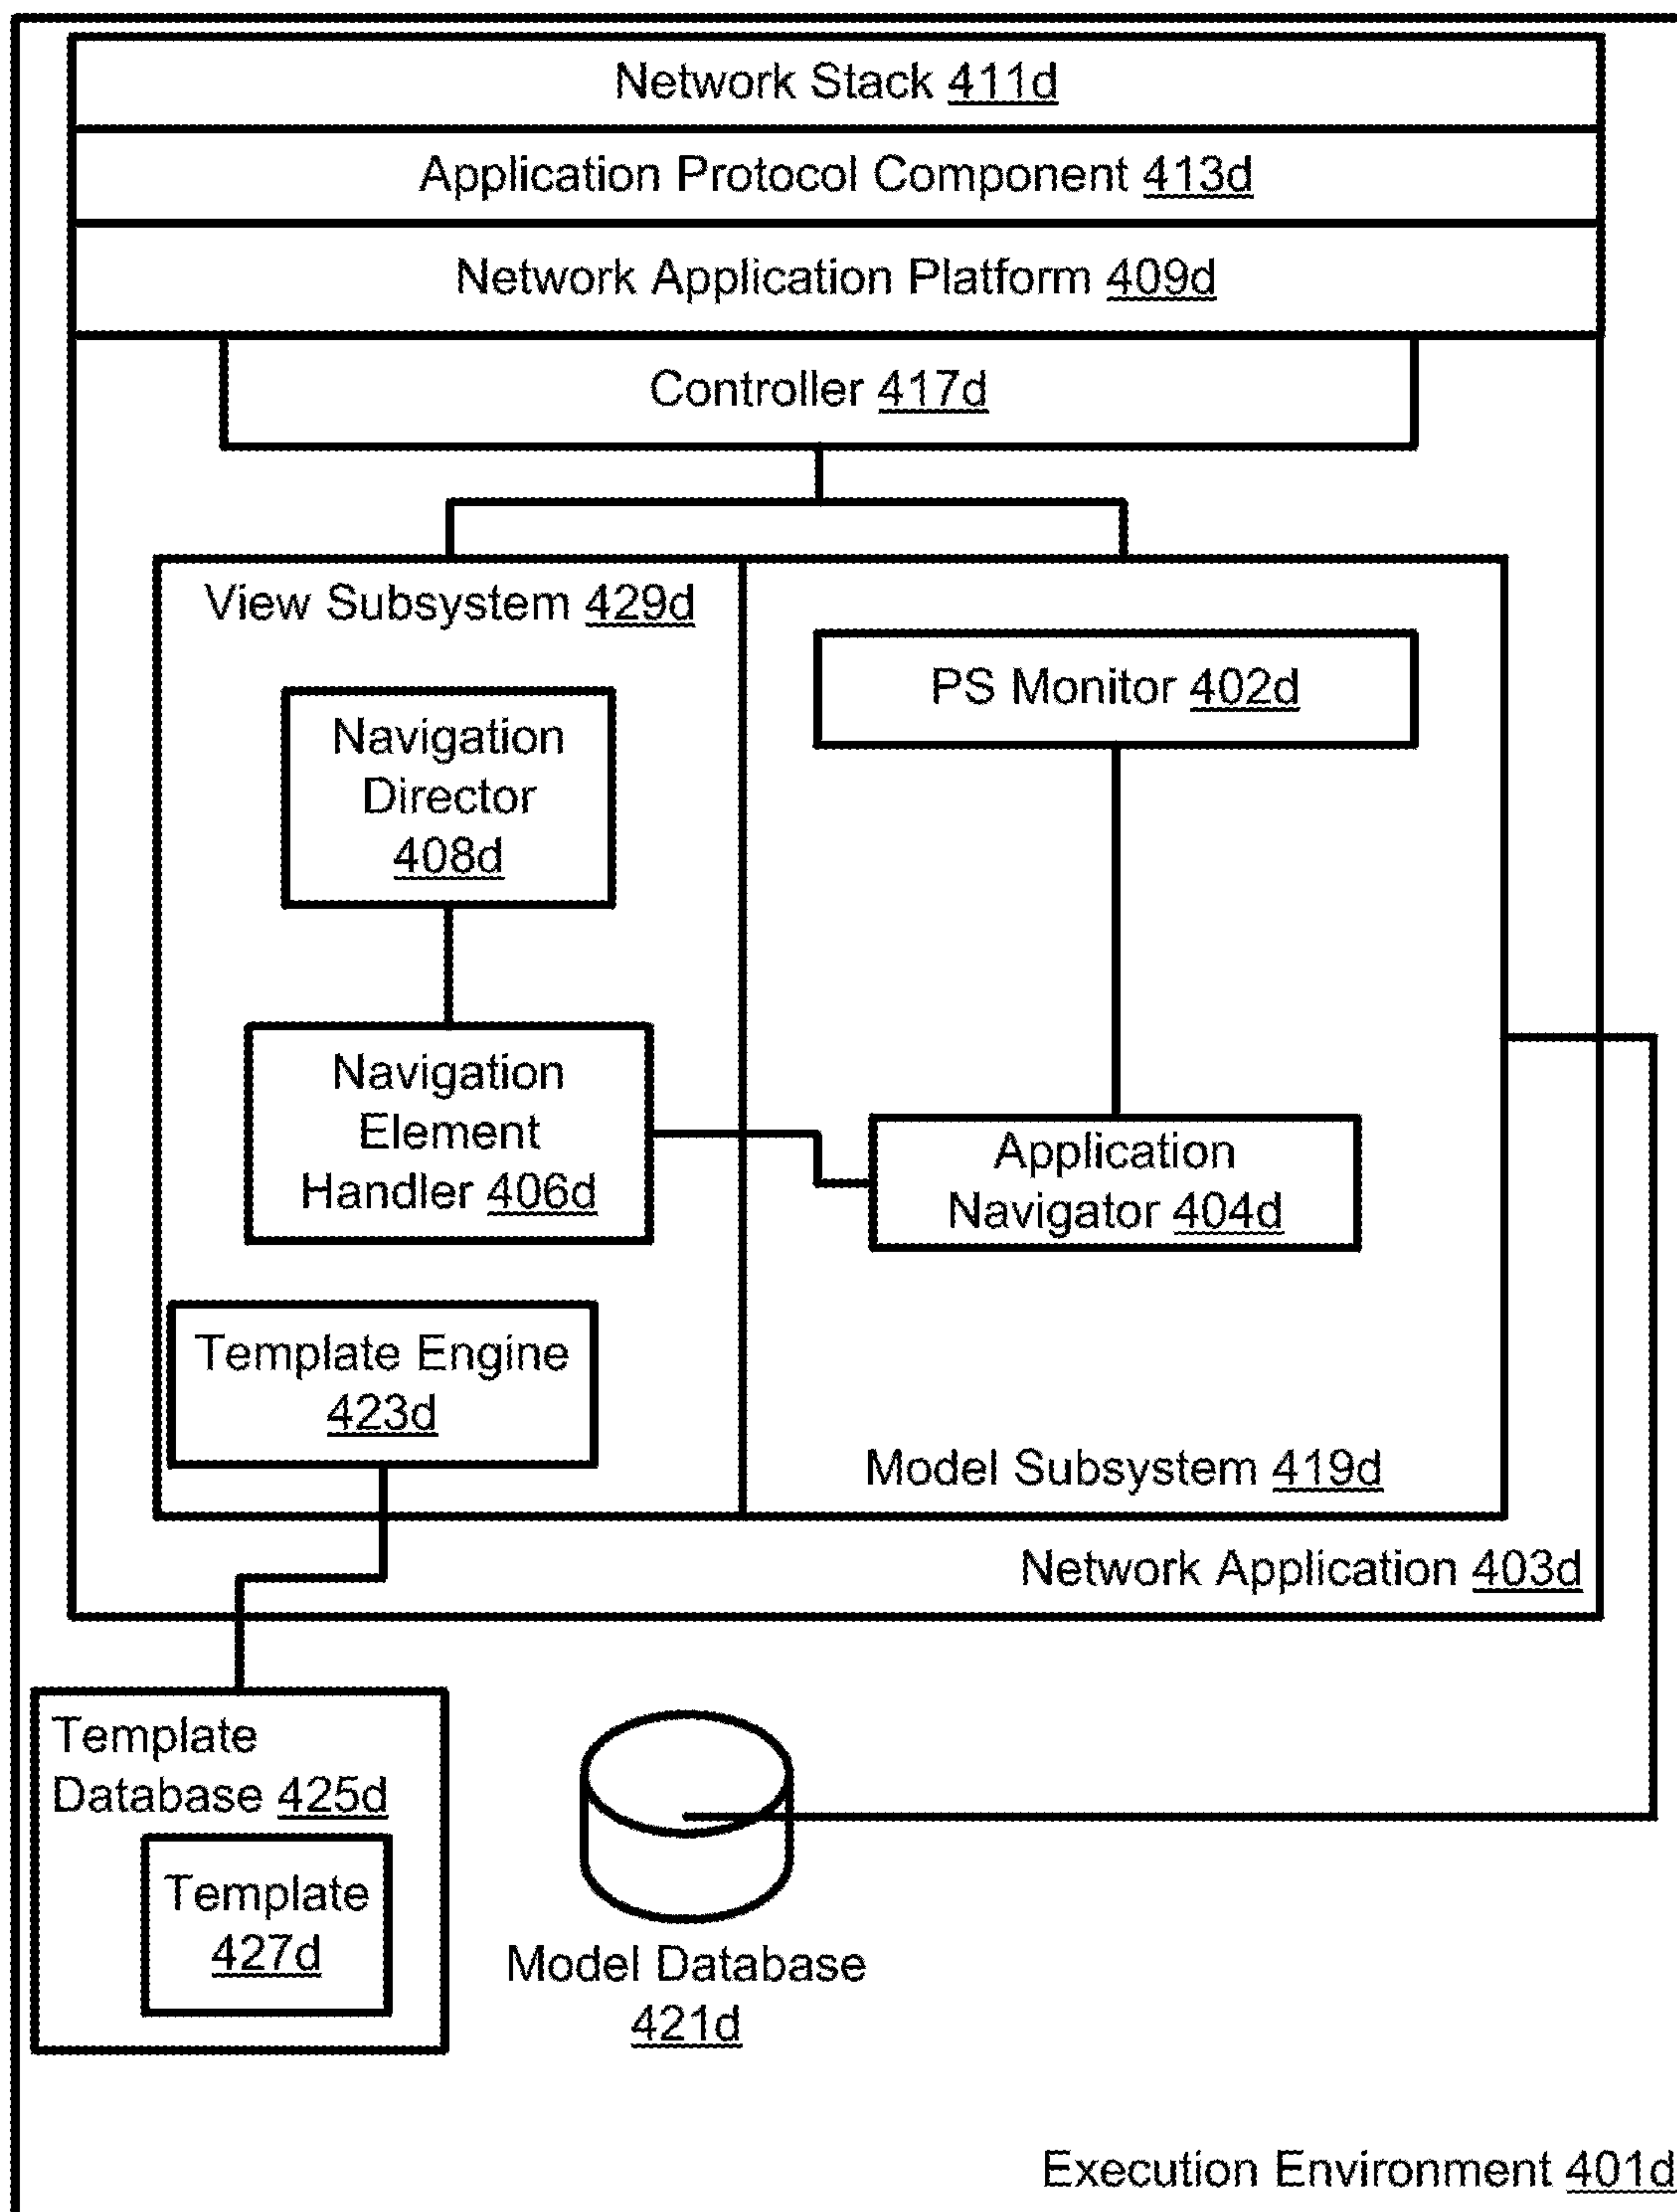 Network Stack 411d
Application Protocol Component 413d
Network Application Platform 409d
Controller 417d
View Subsystem 429d
PS Monitor 402d
Navigation
Director
408d
Navigation
Element
Handler 406d
Application
Navigator 404d
Template Engine
423d
Model Subsystem 419d
Network Application 403d
Template
Database 425d
Template
427d
Model Database
421d
Execution Environment 401d